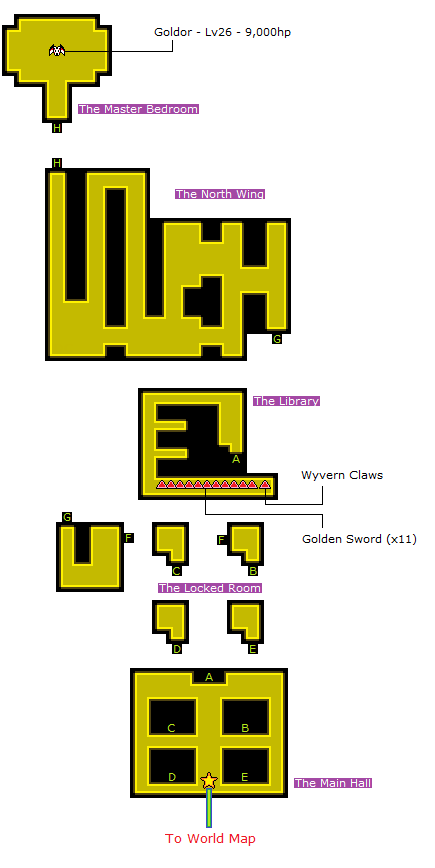 Goldor - Lv26 - 9,000hp
The Master Bedroom
H
H
The North Wing
G
The Library
A
Wyvern Claws
Golden Sword (x11)
G
F
F
C
B
The Locked Room
D
E
A
C
B
D
E
The Main Hall
To World Map